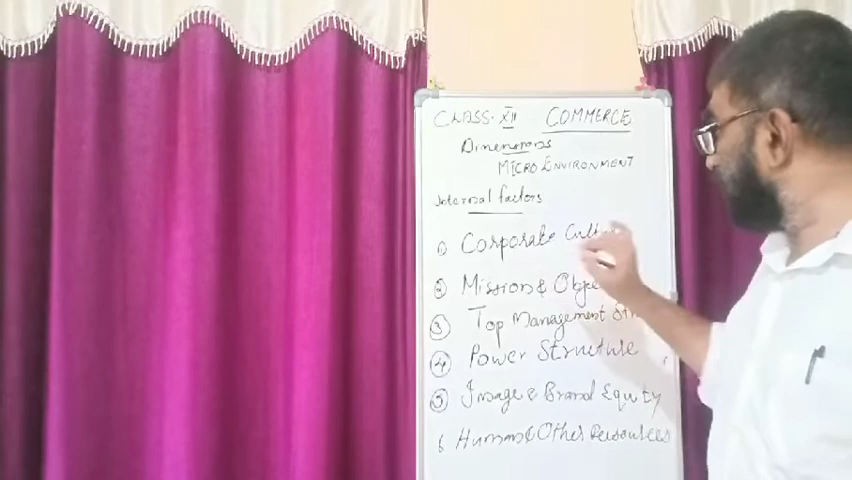 CLASS-XII COMMERCE
Dimensions
MICRO ENVIRONMENT
Internal factors
① Corporate
② Mission &
③ Top Management
④ Power Structure
⑤ Image & Brand Equity
6 Human & Other Resources